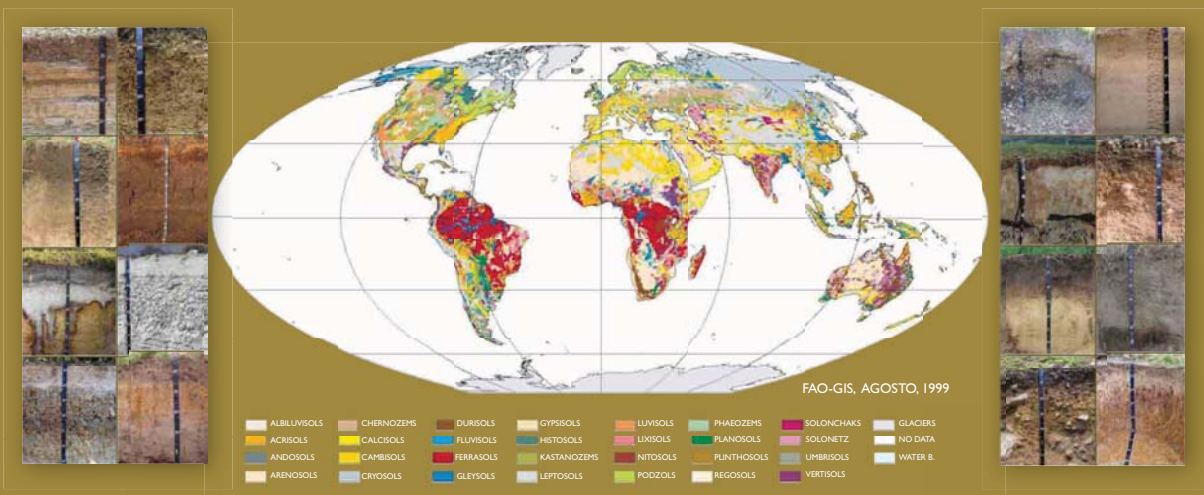 FAO-GIS, AGOSTO, 1999
ALBILUVISOLS CHERNOZEMS DURISOLS GYPSISOLS LUVISOLS PHAEOZEMS SOLONCHAKS GLACIERS
ACRISOLS CALCISOLS FLUVISOLS HISTOSOLS LIXISOLS PLANOSOLS SOLONETZ NO DATA
ANDOSOLS CAMBISOLS FERRASOLS KASTANOZEMS NITOSOLS PLINTHOSOLS UMBRISOLS WATER B.
ARENOSOLS CRYOSOLS GLEYSOLS LEPTOSOLS PODZOLS REGOSOLS VERTISOLS